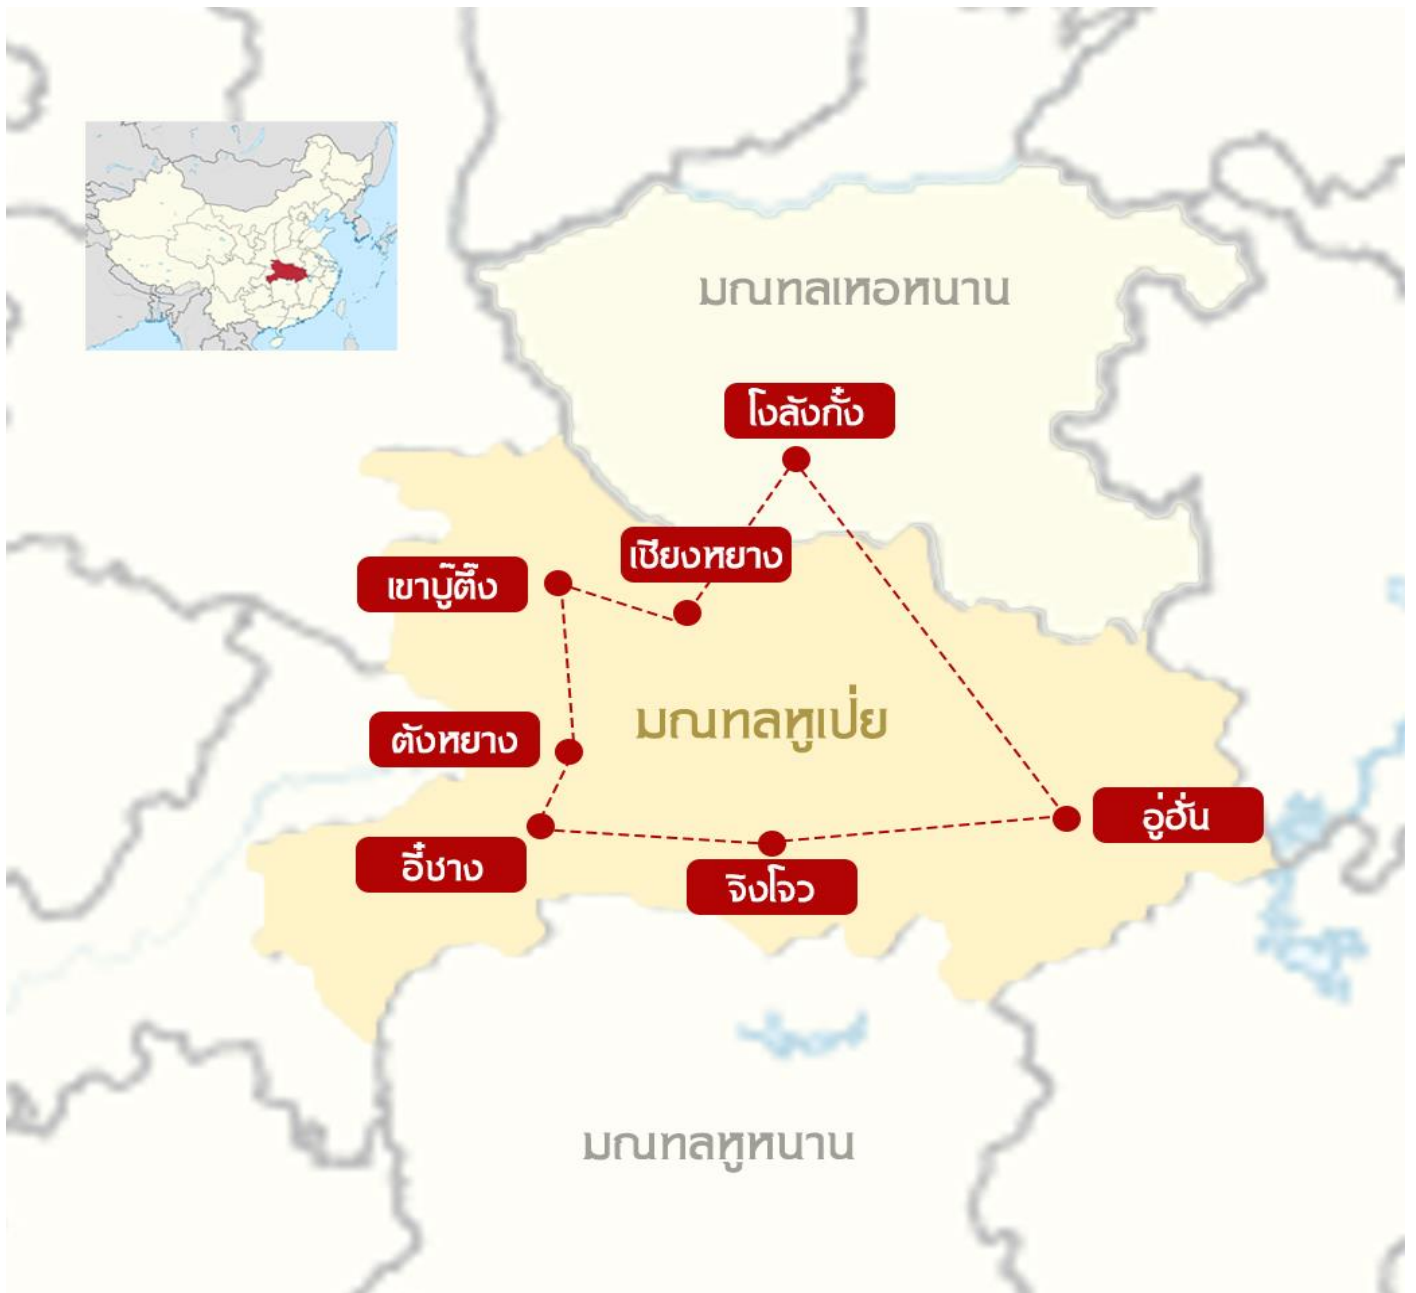 มณฑลเหอหนาน
โงลังกั๋ง
เซียงหยาง
เขาบู๊ตึ๊ง
มณฑลหูเป่ย
ตังหยาง
อู่ฮั่น
อี๋ชาง
จิงโจว
มณฑลหูหนาน